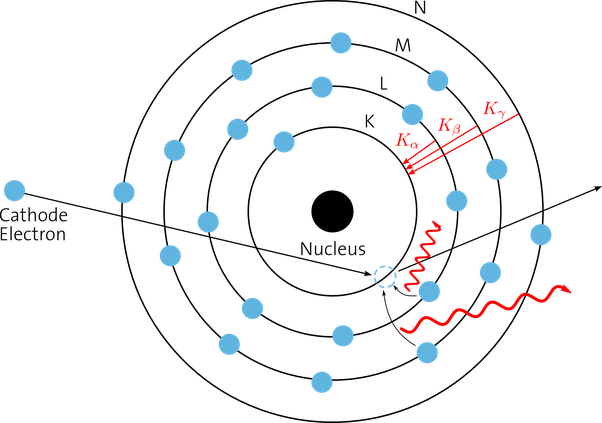 N
M
L
K
Kγ
Kβ
Kα
Cathode
Electron
Nucleus